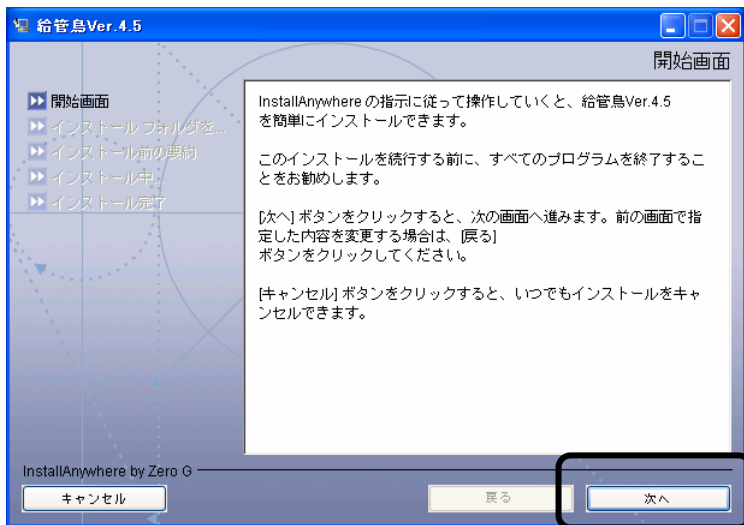 給管鳥Ver.4.5
開始画面
開始画面
インストール フォルダを...
インストール前の要約
インストール中...
インストール完了
InstallAnywhere の指示に従って操作していくと、給管鳥Ver.4.5
を簡単にインストールできます。
このインストールを続行する前に、すべてのプログラムを終了するこ
とをお勧めします。
[次へ] ボタンをクリックすると、次の画面へ進みます。前の画面で指
定した内容を変更する場合は、[戻る]
ボタンをクリックしてください。
[キャンセル] ボタンをクリックすると、いつでもインストールをキャ
ンセルできます。
InstallAnywhere by Zero G
キャンセル
戻る
次へ